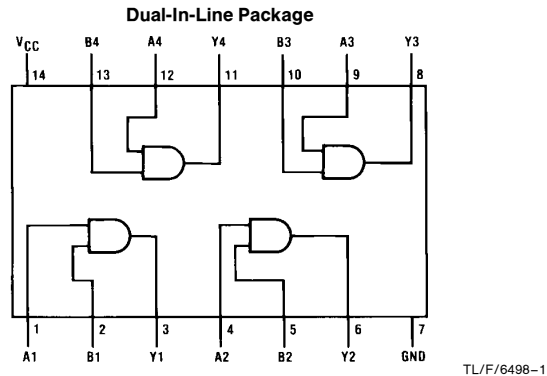 Dual-In-Line Package
VCC B4 A4 Y4 B3 A3 Y3
14 13 12 11 10 9 8
1 2 3 4 5 6 7
A1 B1 Y1 A2 B2 Y2 GND
TL/F/6498–1